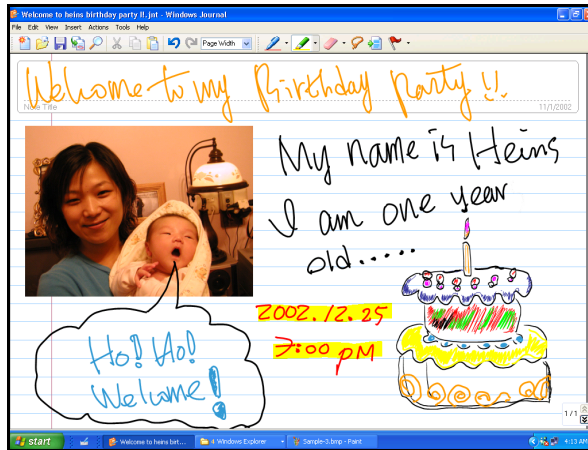 Welcome to heins birthday party !!.jnt - Windows Journal
File Edit View Insert Actions Tools Help
Page Width
Welcome to my Birthday Party!!
Note Title
11/1/2002
My name is Heins
I am one year
old.....
2002.12.25
7:00 PM
Ho! Ho!
Welcome!
1/1
start
Welcome to heins birt...
4 Windows Explorer
Sample-3.bmp - Paint
4:13 AM